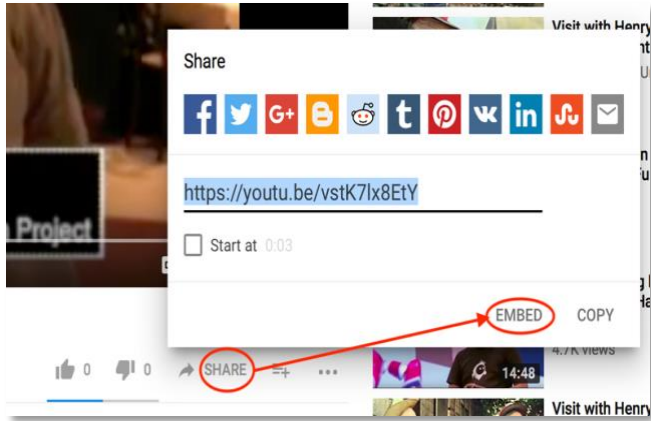 Visit with Henry
Share
G+
in
https://youtu.be/vstK7lx8EtY
Project
Start at 0:03
EMBED COPY
0 0 SHARE
4.7K views
14:48
Visit with Henry